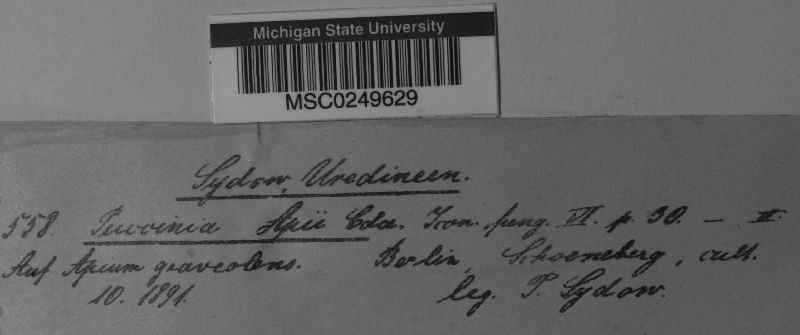 Michigan State University
MSC0249629
Sydow, Uredineen.
558. Puccinia Apii Cda. Icon. fung. VI. p. 30. — II.
Auf Apium graveolens. Berlin, Schoeneberg, cult.
10. 1891. leg. P. Sydow.